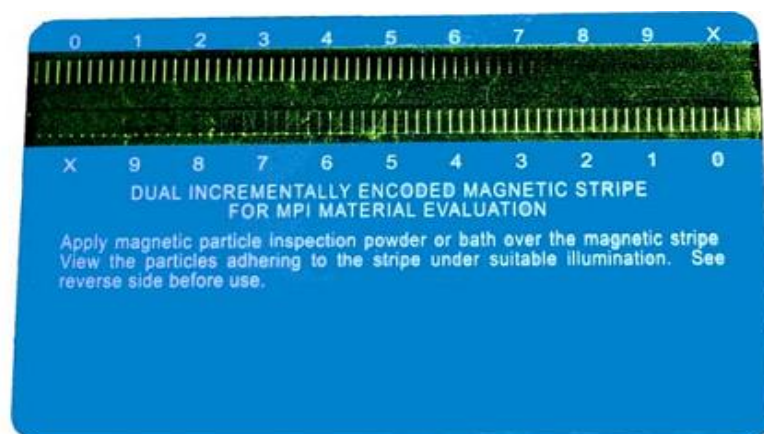 0 1 2 3 4 5 6 7 8 9 X
X 9 8 7 6 5 4 3 2 1 0
DUAL INCREMENTALLY ENCODED MAGNETIC STRIPE
FOR MPI MATERIAL EVALUATION
Apply magnetic particle inspection powder or bath over the magnetic stripe
View the particles adhering to the stripe under suitable illumination. See
reverse side before use.